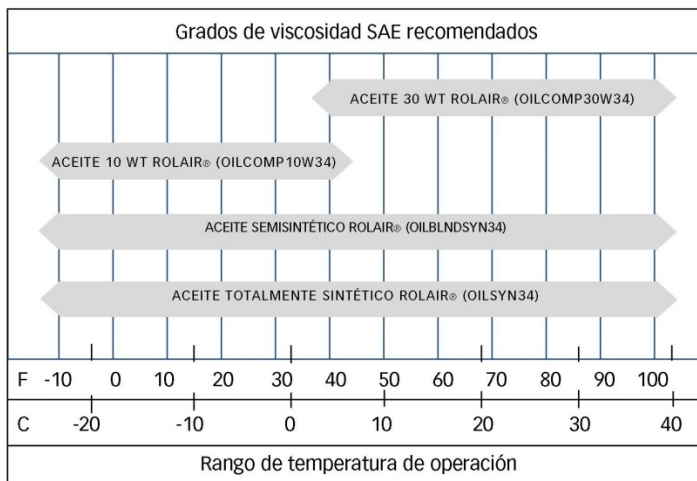 Grados de viscosidad SAE recomendados
ACEITE 30 WT ROLAIR® (OILCOMP30W34)
ACEITE 10 WT ROLAIR® (OILCOMP10W34)
ACEITE SEMISINTÉTICO ROLAIR® (OILBLNDSYN34)
ACEITE TOTALMENTE SINTÉTICO ROLAIR® (OILSYN34)
F -10 0 10 20 30 40 50 60 70 80 90 100
C -20 -10 0 10 20 30 40
Rango de temperatura de operación